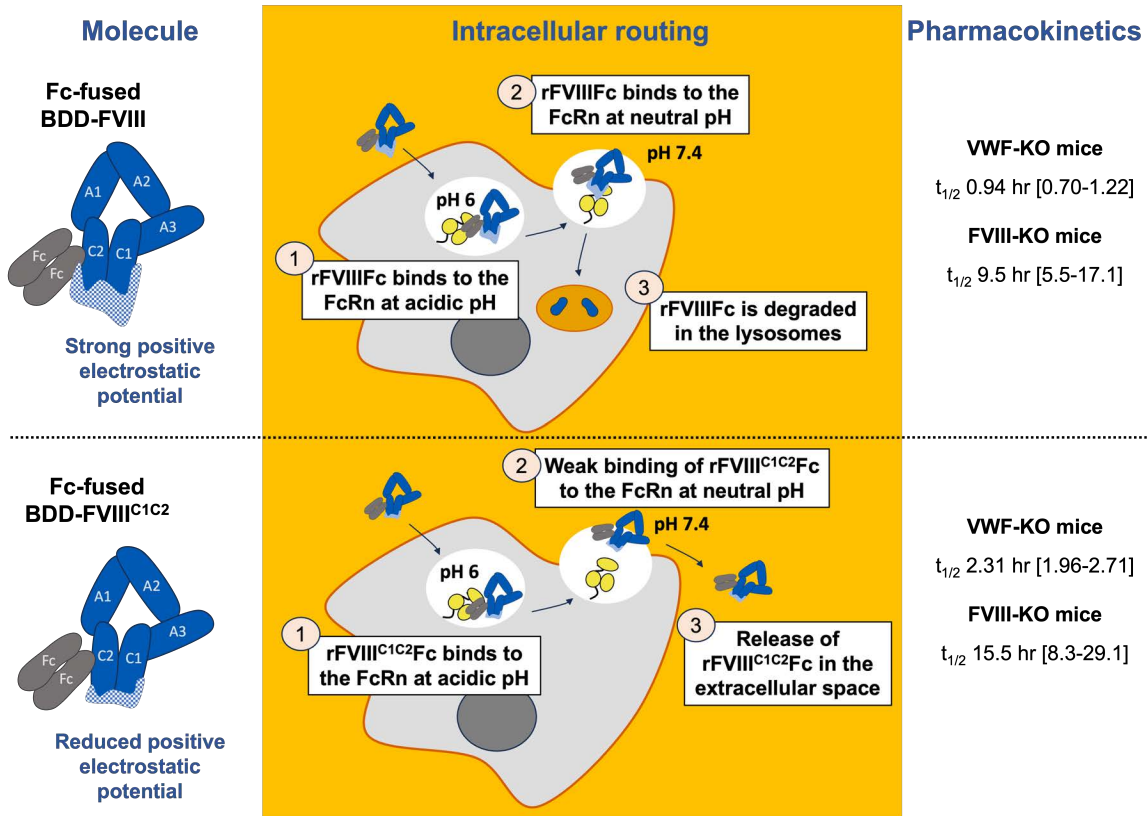 Molecule
Intracellular routing
Pharmacokinetics
Fc-fused
BDD-FVIII
A1
A2
A3
C2
C1
Fc
Fc
Strong positive
electrostatic
potential
2
rFVIIIFc binds to the
FcRn at neutral pH
pH 7.4
pH 6
1
rFVIIIFc binds to the
FcRn at acidic pH
3
rFVIIIFc is degraded
in the lysosomes
VWF-KO mice
t1/2 0.94 hr [0.70-1.22]
FVIII-KO mice
t1/2 9.5 hr [5.5-17.1]
Fc-fused
BDD-FVIIIC1C2
A1
A2
A3
C2
C1
Fc
Fc
Reduced positive
electrostatic
potential
2
Weak binding of rFVIIIC1C2Fc
to the FcRn at neutral pH
pH 7.4
pH 6
1
rFVIIIC1C2Fc binds to
the FcRn at acidic pH
3
Release of
rFVIIIC1C2Fc in the
extracellular space
VWF-KO mice
t1/2 2.31 hr [1.96-2.71]
FVIII-KO mice
t1/2 15.5 hr [8.3-29.1]